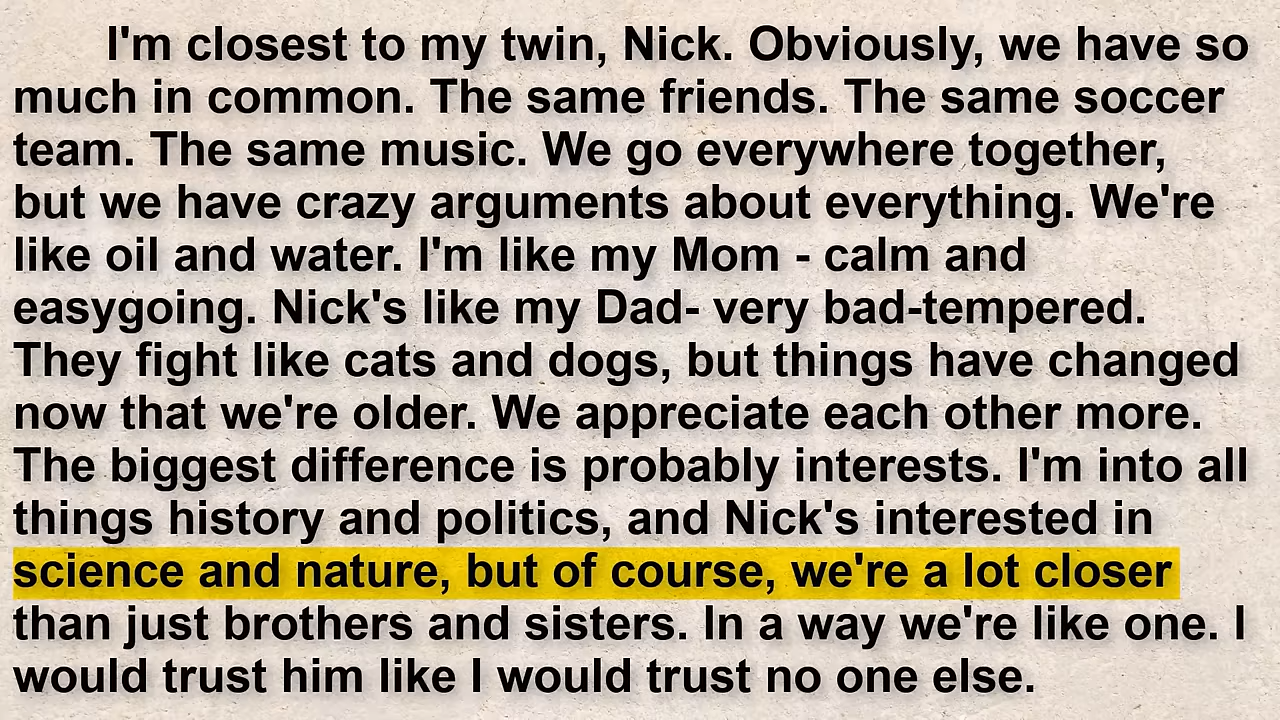 I'm closest to my twin, Nick. Obviously, we have so
much in common. The same friends. The same soccer
team. The same music. We go everywhere together,
but we have crazy arguments about everything. We're
like oil and water. I'm like my Mom - calm and
easygoing. Nick's like my Dad- very bad-tempered.
They fight like cats and dogs, but things have changed
now that we're older. We appreciate each other more.
The biggest difference is probably interests. I'm into all
things history and politics, and Nick's interested in
science and nature, but of course, we're a lot closer
than just brothers and sisters. In a way we're like one. I
would trust him like I would trust no one else.